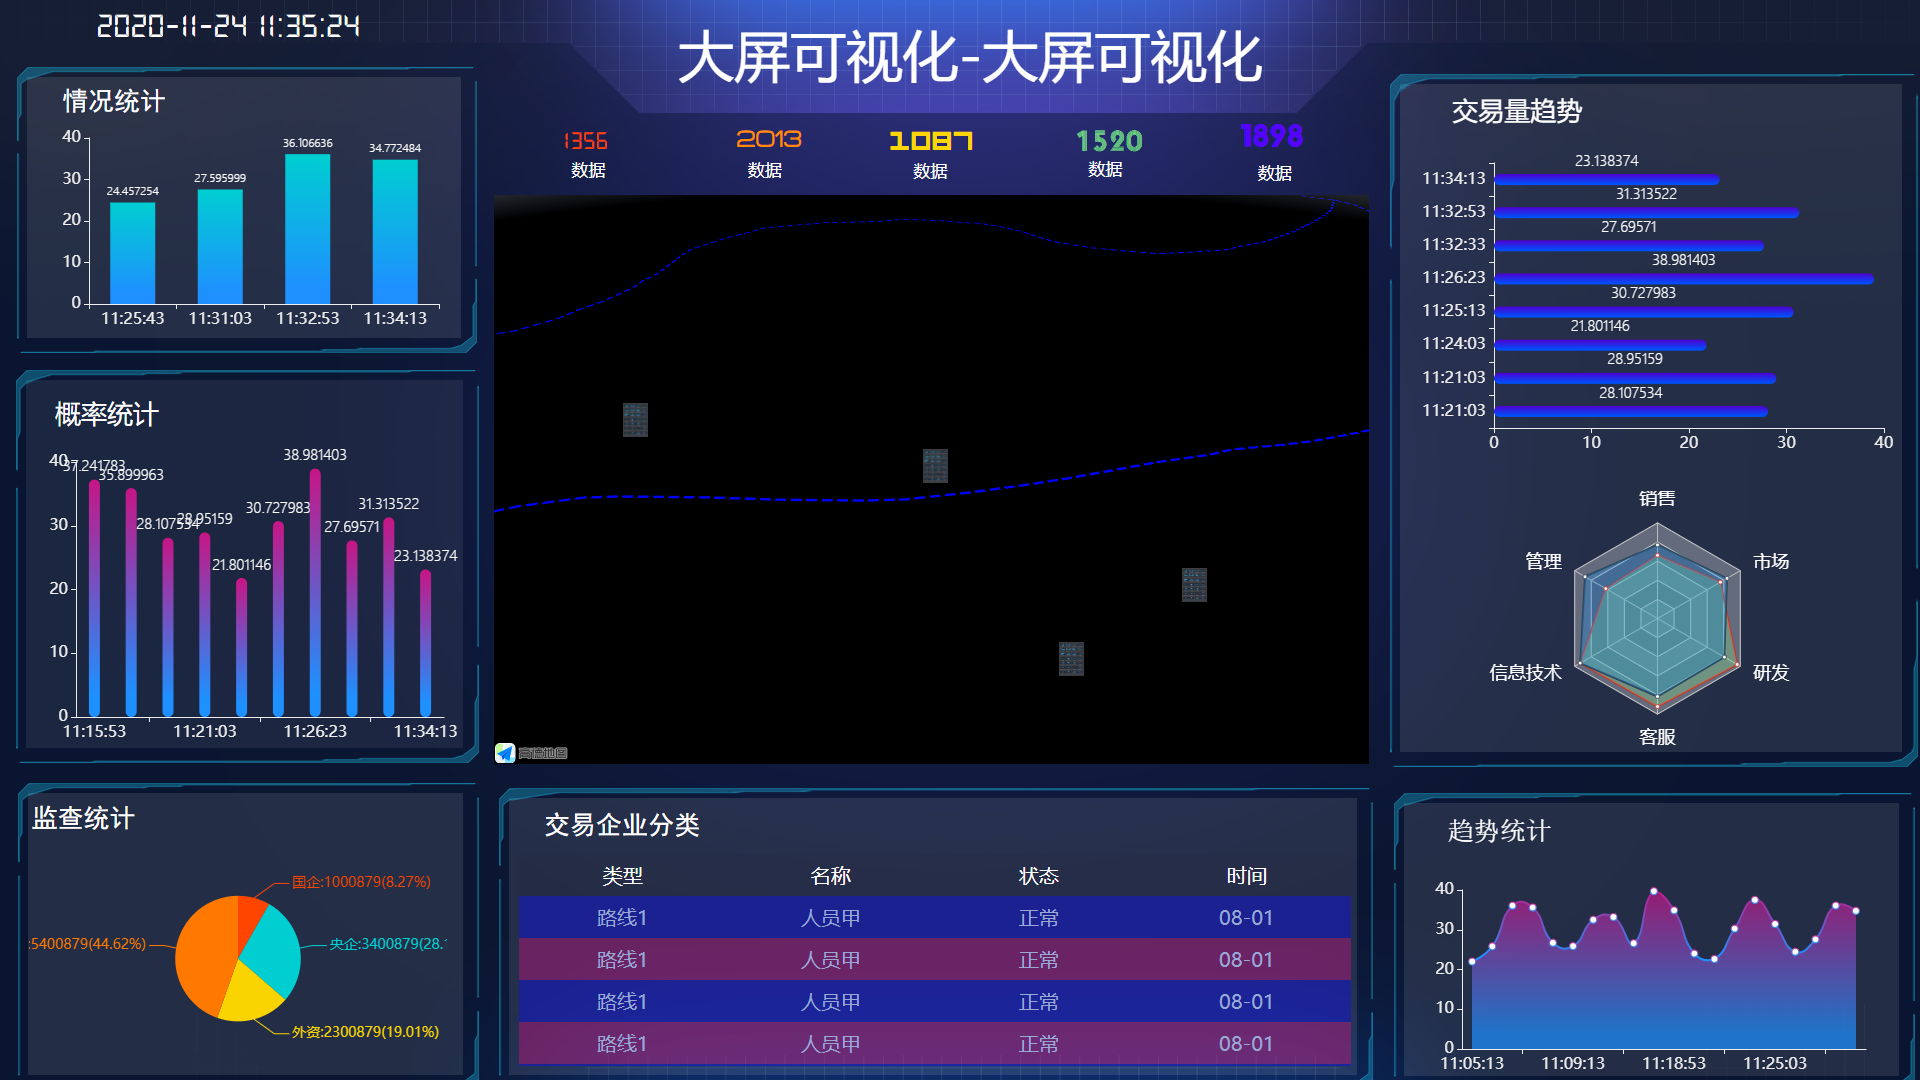 2020-11-24 11:35:24
大屏可视化-大屏可视化
1356
数据
2013
数据
1087
数据
1520
数据
1898
数据
情况统计
40
30
20
10
0
24.457254
27.595999
36.106636
34.772484
11:25:43 11:31:03 11:32:53 11:34:13
概率统计
40
30
20
10
0
37.241783
35.899963
28.107534
28.95159
21.801146
30.727983
38.981403
27.69571
31.313522
23.138374
11:15:53 11:21:03 11:26:23 11:34:13
监查统计
国企:1000879(8.27%)
:5400879(44.62%)
央企:3400879(28.
外资:2300879(19.01%)
高德地图
交易企业分类
类型 名称 状态 时间
路线1 人员甲 正常 08-01
路线1 人员甲 正常 08-01
路线1 人员甲 正常 08-01
路线1 人员甲 正常 08-01
交易量趋势
23.138374
11:34:13
31.313522
11:32:53
27.69571
11:32:33
38.981403
11:26:23
30.727983
11:25:13
21.801146
11:24:03
28.95159
11:21:03
28.107534
11:21:03
0 10 20 30 40
销售
管理
市场
信息技术
研发
客服
趋势统计
40
30
20
10
0
11:05:13 11:09:13 11:18:53 11:25:03